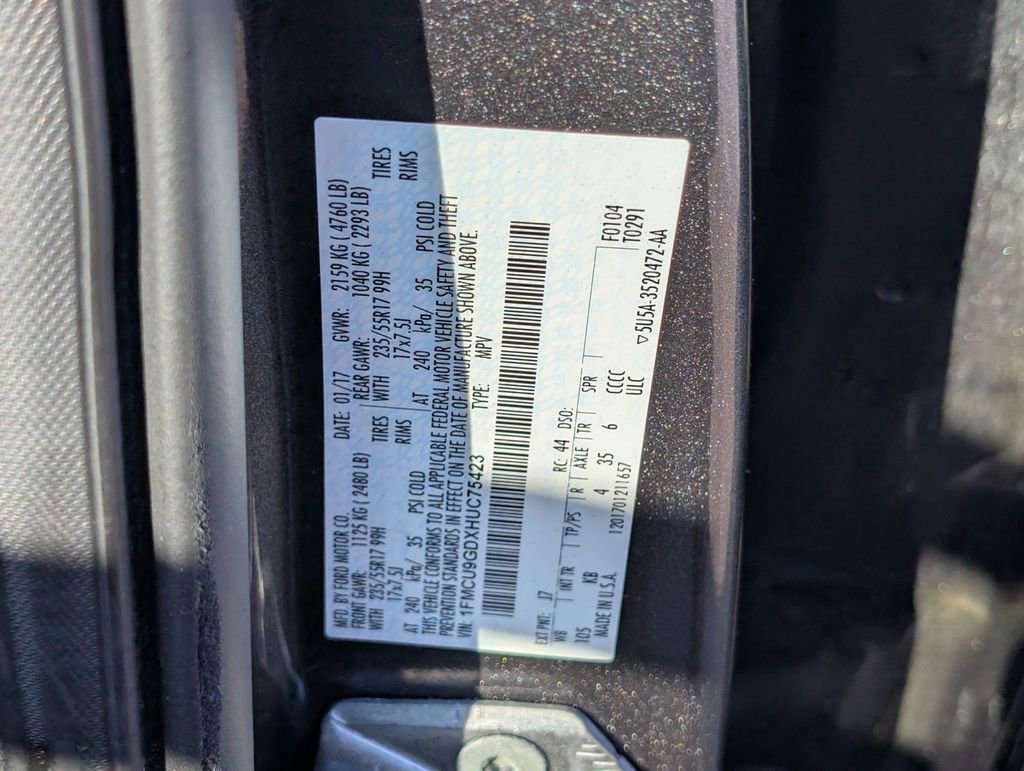 MFD. BY FORD MOTOR CO. DATE: 01/17 GVWR: 2159 KG ( 4760 LB)
FRONT GAWR: 1125 KG ( 2480 LB) REAR GAWR: 1040 KG ( 2293 LB)
WITH 235/55R17 99H TIRES WITH 235/55R17 99H TIRES
17x7.5J RIMS 17x7.5J RIMS
AT 240 kPa/ 35 PSI COLD AT 240 kPa/ 35 PSI COLD
THIS VEHICLE CONFORMS TO ALL APPLICABLE FEDERAL MOTOR VEHICLE SAFETY AND THEFT
PREVENTION STANDARDS IN EFFECT ON THE DATE OF MANUFACTURE SHOWN ABOVE.
VIN: 1FMCU9GDXHUC75423 TYPE: MPV
EXT PNT: J7 RC: 44 DSO: F0104
WB INT TR TP/PS R AXLE TR SPR T0291
105 KB 4 35 6 CCCC
MADE IN U.S.A. 12017012111657 ULC ▽5U5A-3520472-AA